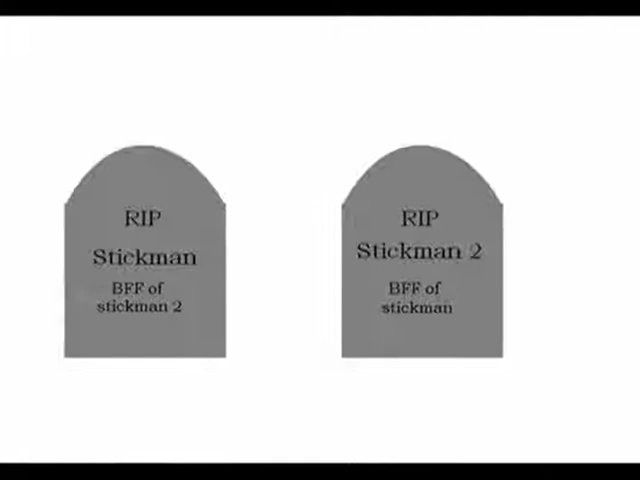 RIP
Stickman
BFF of
stickman 2
RIP
Stickman 2
BFF of
stickman